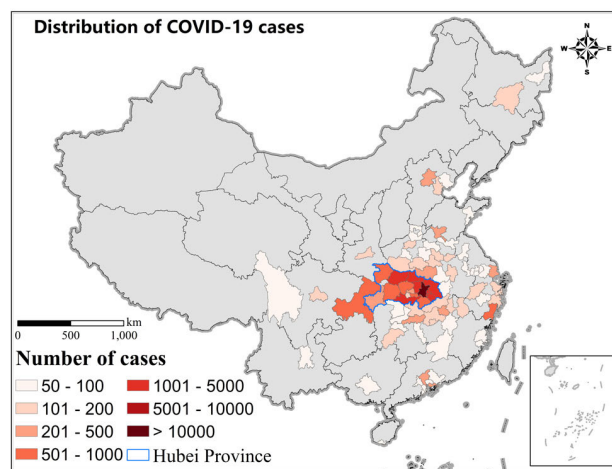 Distribution of COVID-19 cases
N
W E
S
km
0 500 1,000
Number of cases
50 - 100
101 - 200
201 - 500
501 - 1000
1001 - 5000
5001 - 10000
> 10000
Hubei Province